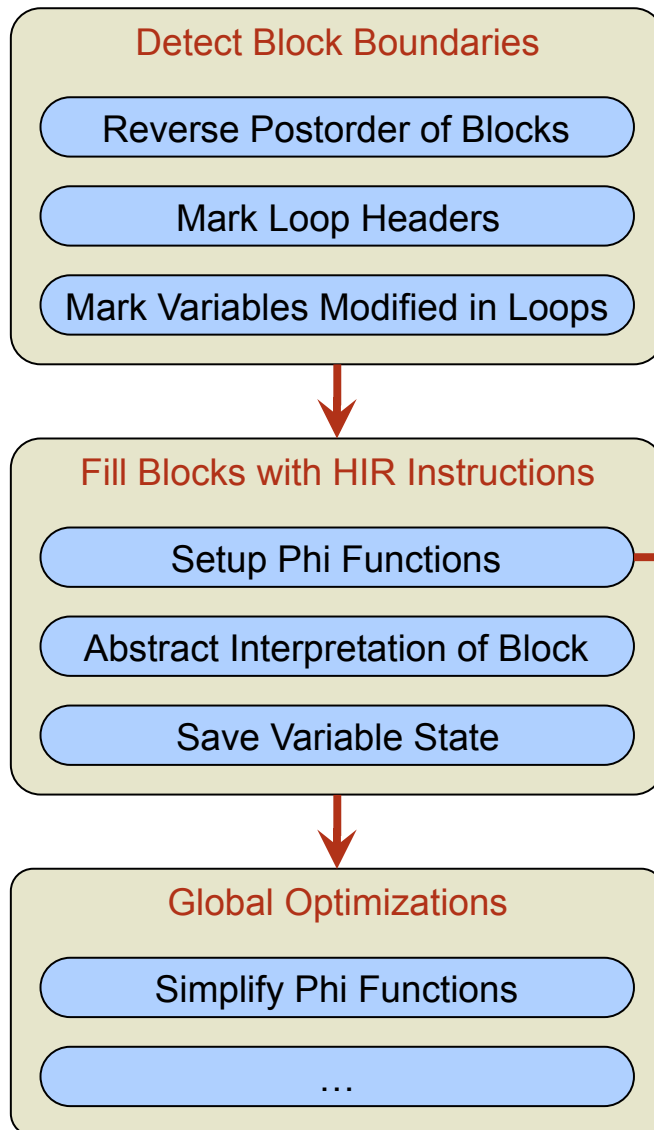 Detect Block Boundaries
Reverse Postorder of Blocks
Mark Loop Headers
Mark Variables Modified in Loops
Fill Blocks with HIR Instructions
Setup Phi Functions
Abstract Interpretation of Block
Save Variable State
Global Optimizations
Simplify Phi Functions
…